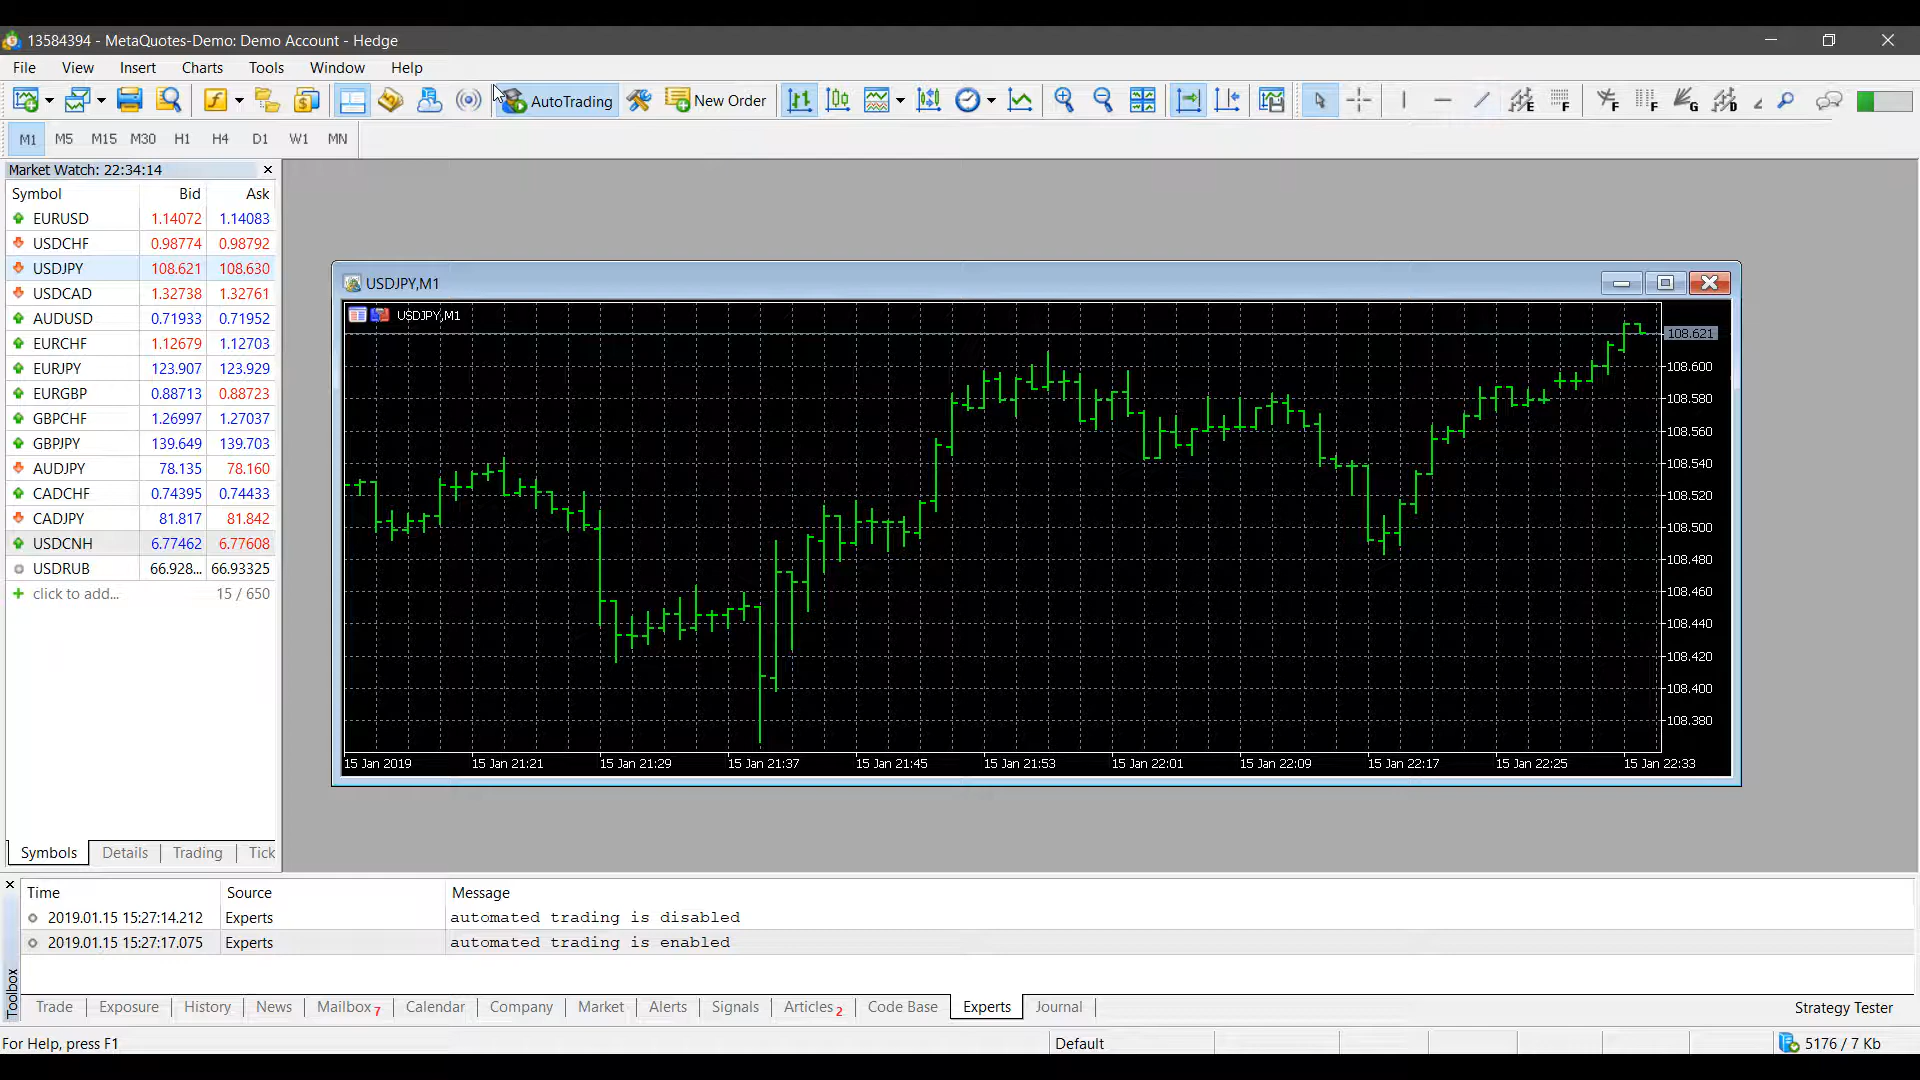 13584394 - MetaQuotes-Demo: Demo Account - Hedge
File View Insert Charts Tools Window Help
AutoTrading New Order
M1 M5 M15 M30 H1 H4 D1 W1 MN
Market Watch: 22:34:14
Symbol Bid Ask
EURUSD 1.14072 1.14083
USDCHF 0.98774 0.98792
USDJPY 108.621 108.630
USDCAD 1.32738 1.32761
AUDUSD 0.71933 0.71952
EURCHF 1.12679 1.12703
EURJPY 123.907 123.929
EURGBP 0.88713 0.88723
GBPCHF 1.26997 1.27037
GBPJPY 139.649 139.703
AUDJPY 78.135 78.160
CADCHF 0.74395 0.74433
CADJPY 81.817 81.842
USDCNH 6.77462 6.77608
USDRUB 66.928... 66.93325
click to add... 15 / 650
Symbols Details Trading Tick
USDJPY,M1
USDJPY,M1
108.621
108.600
108.580
108.560
108.540
108.520
108.500
108.480
108.460
108.440
108.420
108.400
108.380
15 Jan 2019 15 Jan 21:21 15 Jan 21:29 15 Jan 21:37 15 Jan 21:45 15 Jan 21:53 15 Jan 22:01 15 Jan 22:09 15 Jan 22:17 15 Jan 22:25 15 Jan 22:33
Time Source Message
2019.01.15 15:27:14.212 Experts automated trading is disabled
2019.01.15 15:27:17.075 Experts automated trading is enabled
Toolbox
Trade Exposure History News Mailbox 7 Calendar Company Market Alerts Signals Articles 2 Code Base Experts Journal Strategy Tester
For Help, press F1 Default 5176 / 7 Kb